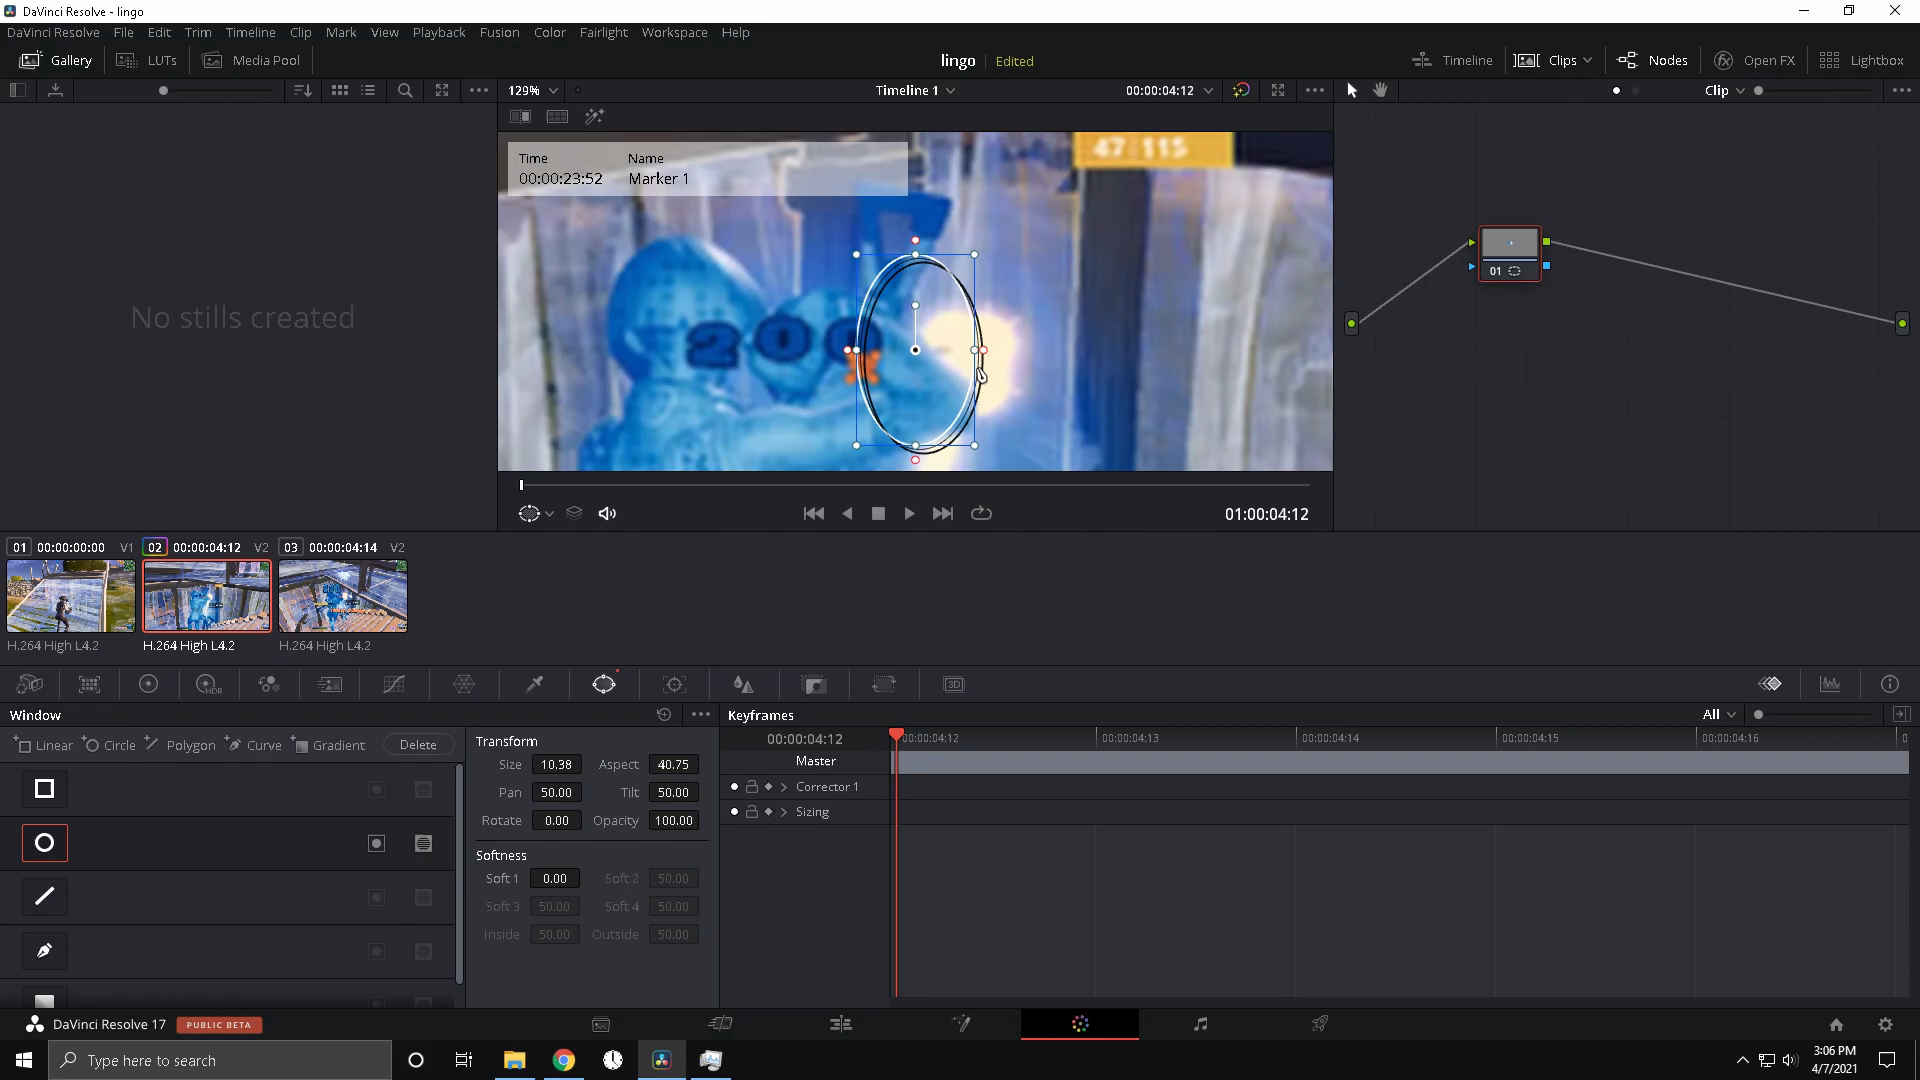 DaVinci Resolve - lingo
DaVinci Resolve File Edit Trim Timeline Clip Mark View Playback Fusion Color Fairlight Workspace Help
Gallery LUTs Media Pool lingo Edited Timeline Clips Nodes Open FX Lightbox
129% Timeline 1 00:00:04:12 Clip
Time Name
00:00:23:52 Marker 1
47 115
200
No stills created
01
01:00:04:12
01 00:00:00:00 V1 02 00:00:04:12 V2 03 00:00:04:14 V2
H.264 High L4.2 H.264 High L4.2 H.264 High L4.2
HDR 3D
Window Keyframes All
Linear Circle Polygon Curve Gradient Delete
Transform
Size 10.38 Aspect 40.75
Pan 50.00 Tilt 50.00
Rotate 0.00 Opacity 100.00
Softness
Soft 1 0.00 Soft 2 50.00
Soft 3 50.00 Soft 4 50.00
Inside 50.00 Outside 50.00
00:00:04:12 00:00:04:12 00:00:04:13 00:00:04:14 00:00:04:15 00:00:04:16 0
Master
Corrector 1
Sizing
DaVinci Resolve 17 PUBLIC BETA
Type here to search
3:06 PM
4/7/2021